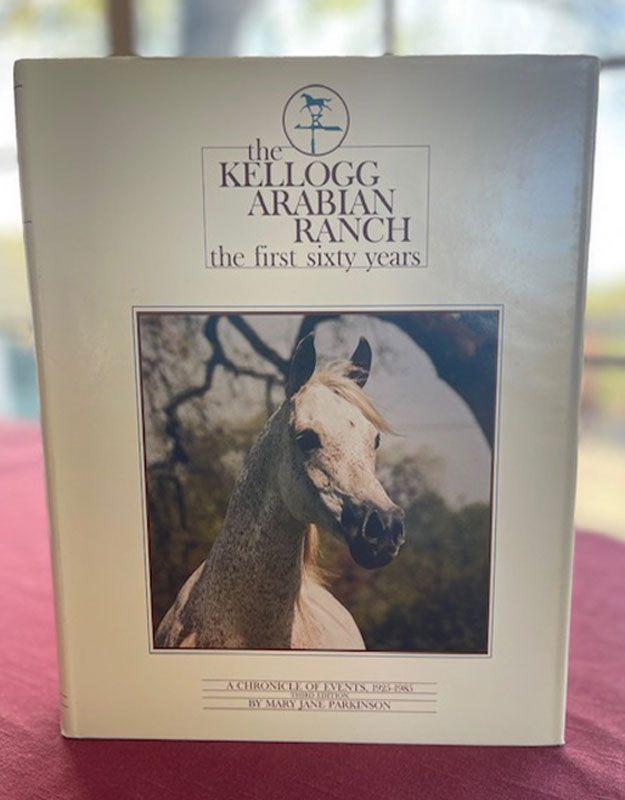 the
KELLOGG
ARABIAN
RANCH
the first sixty years
A CHRONICLE OF EVENTS, 1925-1985
THIRD EDITION
BY MARY JANE PARKINSON